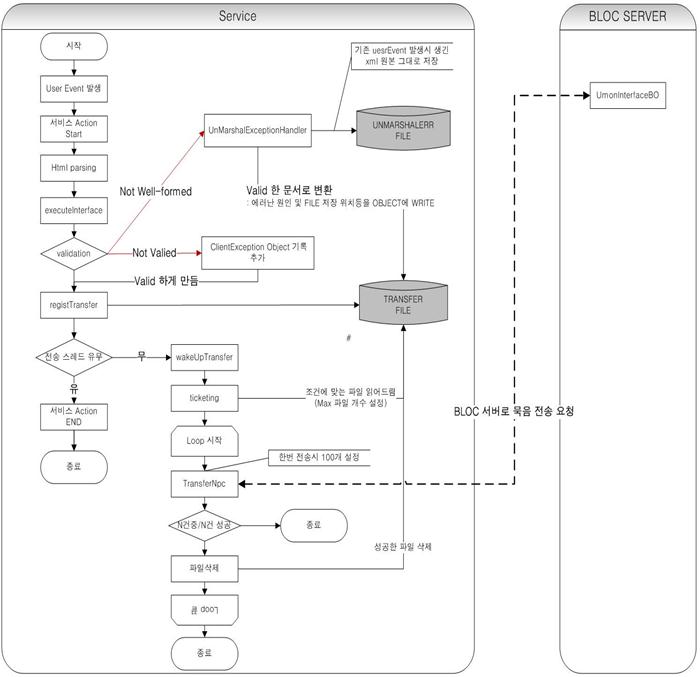 Service
BLOC SERVER
시작
User Event 발생
서비스 Action
Start
Html parsing
executeInterface
validation
registTransfer
전송 스레드 유무
유
무
서비스 Action
END
종료
Not Well-formed
Not Valied
UnMarshalExceptionHandler
기존 uesrEvent 발생시 생긴
xml 원본 그대로 저장
UNMARSHALERR
FILE
Valid 한 문서로 변환
: 에러난 원인 및 FILE 저장 위치등을 OBJECT에 WRITE
ClientException Object 기록
추가
Valid 하게 만듬
TRANSFER
FILE
#
wakeUpTransfer
ticketing
조건에 맞는 파일 읽어드림
(Max 파일 개수 설정)
Loop 시작
한번 전송시 100개 설정
TransferNpc
N건중/N건 성공
종료
성공한 파일 삭제
파일삭제
Loop 끝
종료
UmonInterfaceBO
BLOC 서버로 묶음 전송 요청